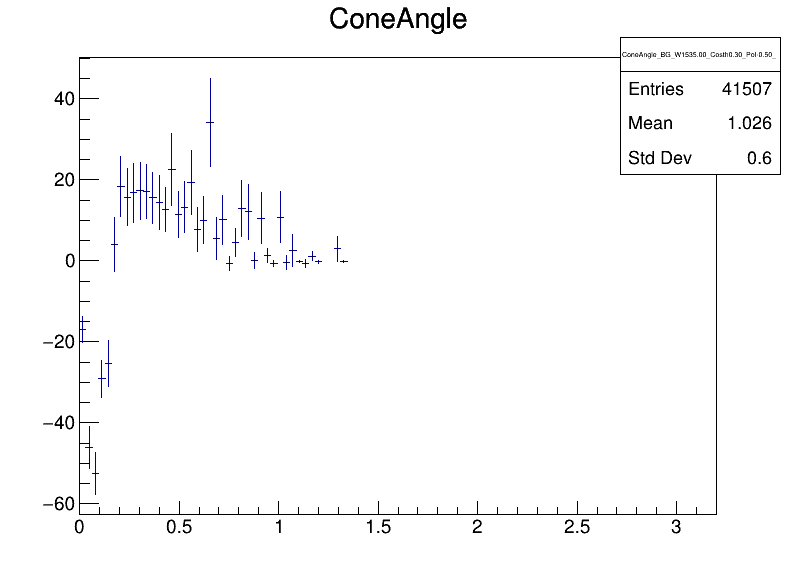 ConeAngle
ConeAngle_BG_W1535.00_Costh0.30_Pol-0.50_
Entries 41507
Mean 1.026
Std Dev 0.6
40
20
0
−20
−40
−60
0 0.5 1 1.5 2 2.5 3